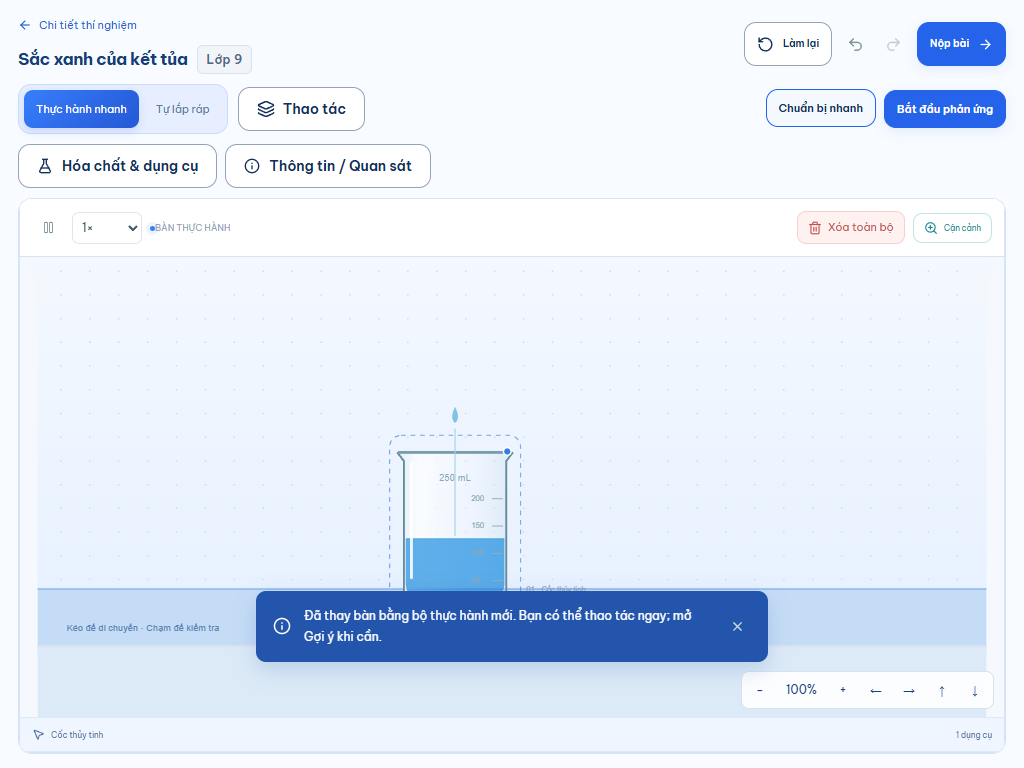 Chi tiết thí nghiệm
Sắc xanh của kết tủa
Lớp 9
Làm lại
Nộp bài
Thực hành nhanh
Tự lắp ráp
Thao tác
Chuẩn bị nhanh
Bắt đầu phản ứng
Hóa chất & dụng cụ
Thông tin / Quan sát
1×
BÀN THỰC HÀNH
Xóa toàn bộ
Cận cảnh
250 mL
200
150
01 · Cốc thủy tinh
Đã thay bàn bằng bộ thực hành mới. Bạn có thể thao tác ngay; mở
Gợi ý khi cần.
Kéo để di chuyển · Chạm để kiểm tra
- 100% + ← → ↑ ↓
Cốc thủy tinh
1 dụng cụ